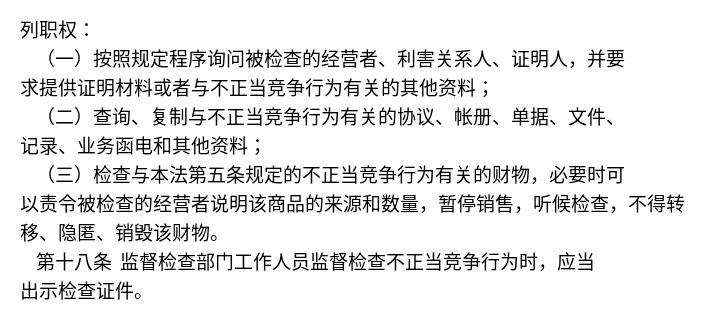 列职权：
（一）按照规定程序询问被检查的经营者、利害关系人、证明人，并要
求提供证明材料或者与不正当竞争行为有关的其他资料；
（二）查询、复制与不正当竞争行为有关的协议、帐册、单据、文件、
记录、业务函电和其他资料；
（三）检查与本法第五条规定的不正当竞争行为有关的财物，必要时可
以责令被检查的经营者说明该商品的来源和数量，暂停销售，听候检查，不得转
移、隐匿、销毁该财物。
第十八条 监督检查部门工作人员监督检查不正当竞争行为时，应当
出示检查证件。